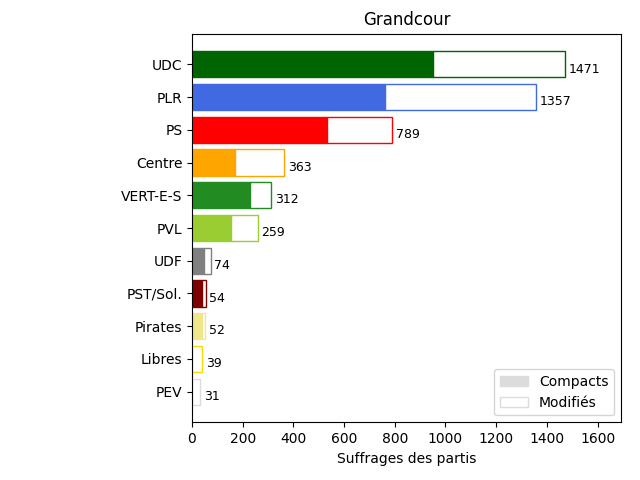 Grandcour
UDC 1471
PLR 1357
PS 789
Centre 363
VERT-E-S 312
PVL 259
UDF 74
PST/Sol. 54
Pirates 52
Libres 39
PEV 31
Compacts
Modifiés
0 200 400 600 800 1000 1200 1400 1600
Suffrages des partis